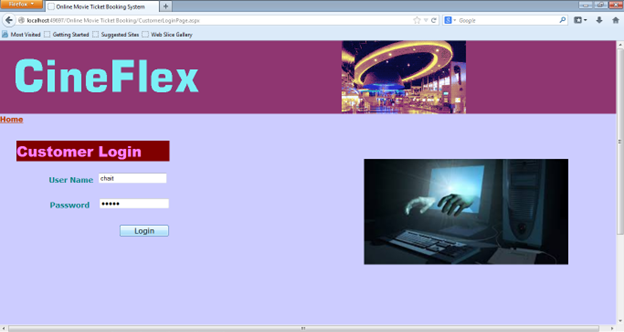 Firefox
Online Movie Ticket Booking System
localhost:49697/Online Movie Ticket Booking/CustomerLoginPage.aspx
Google
Most Visited Getting Started Suggested Sites Web Slice Gallery
CineFlex
Home
Customer Login
User Name chait
Password •••••
Login